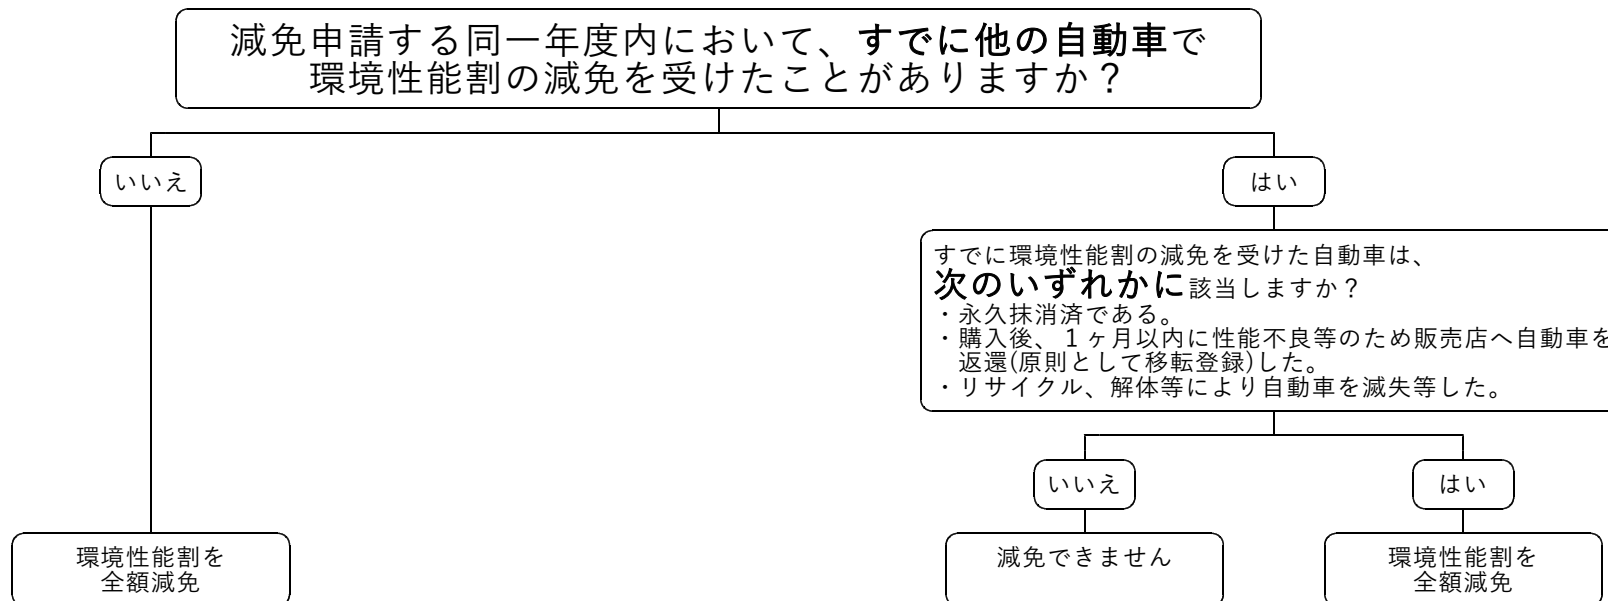 減免申請する同一年度内において、すでに他の自動車で
環境性能割の減免を受けたことがありますか？
いいえ
はい
すでに環境性能割の減免を受けた自動車は、
次のいずれかに該当しますか？
・永久抹消済である。
・購入後、１ヶ月以内に性能不良等のため販売店へ自動車を
返還(原則として移転登録)した。
・リサイクル、解体等により自動車を滅失等した。
いいえ
はい
環境性能割を
全額減免
減免できません
環境性能割を
全額減免